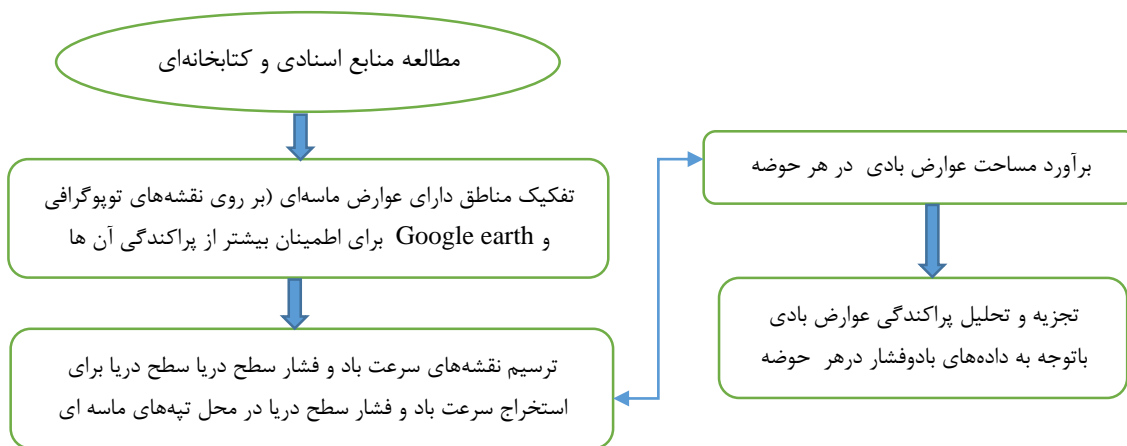 مطالعه منابع اسنادی و کتابخانه‌ای
تفکیک مناطق دارای عوارض ماسه‌ای (بر روی نقشه‌های توپوگرافی
و Google earth برای اطمینان بیشتر از پراکندگی آن ها
ترسیم نقشه‌های سرعت باد و فشار سطح دریا سطح دریا برای
استخراج سرعت باد و فشار سطح دریا در محل تپه‌های ماسه ای
برآورد مساحت عوارض بادی در هر حوضه
تجزیه و تحلیل پراکندگی عوارض بادی
باتوجه به داده‌های بادوفشار درهر حوضه